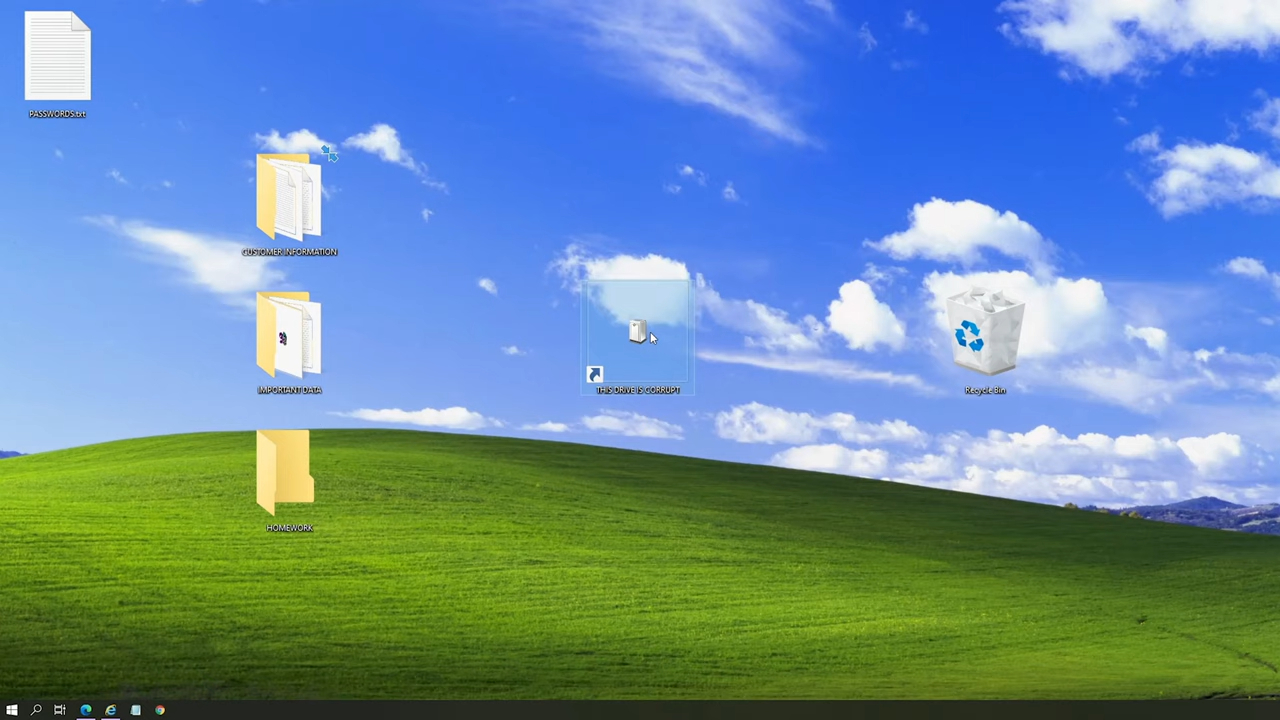 PASSWORDS.txt
CUSTOMER INFORMATION
IMPORTANT DATA
THIS DRIVE IS CORRUPT
Recycle Bin
HOMEWORK